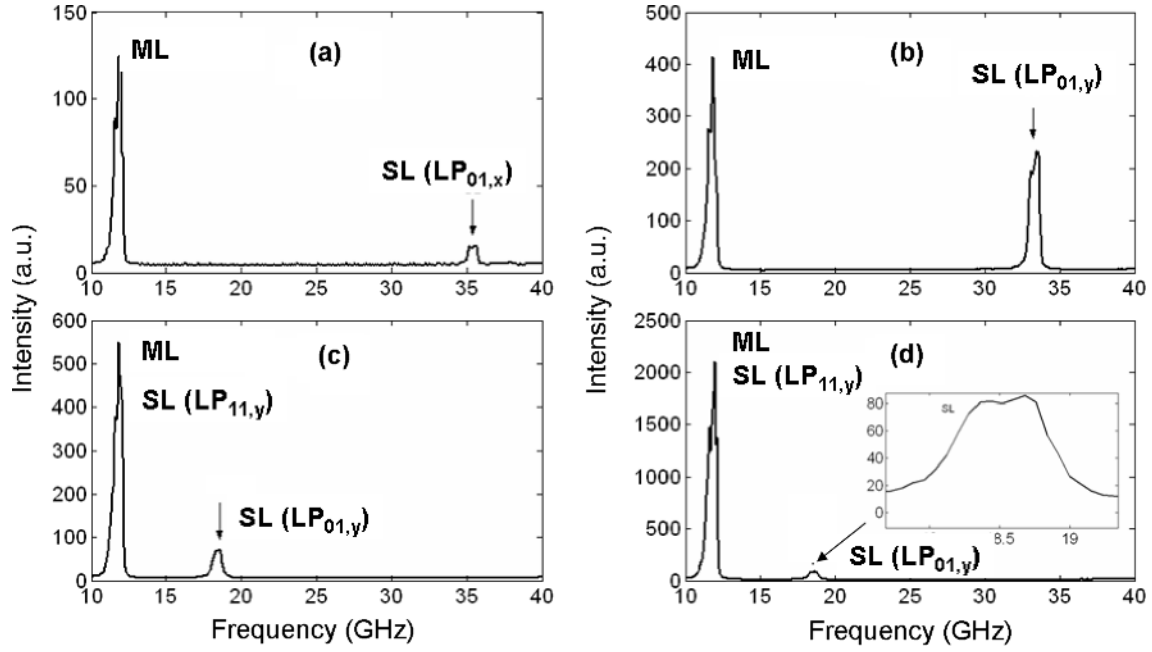 Intensity (a.u.)
150
100
50
0
10 15 20 25 30 35 40
ML
(a)
SL (LP01,x)
Intensity (a.u.)
500
400
300
200
100
0
10 15 20 25 30 35 40
ML
(b)
SL (LP01,y)
600
500
400
300
200
100
0
10 15 20 25 30 35 40
ML
(c)
SL (LP11,y)
SL (LP01,y)
Frequency (GHz)
2500
2000
1500
1000
500
0
10 15 20 25 30 35 40
ML
(d)
SL (LP11,y)
80
60
40
20
0
SL
8.5 19
SL (LP01,y)
Frequency (GHz)